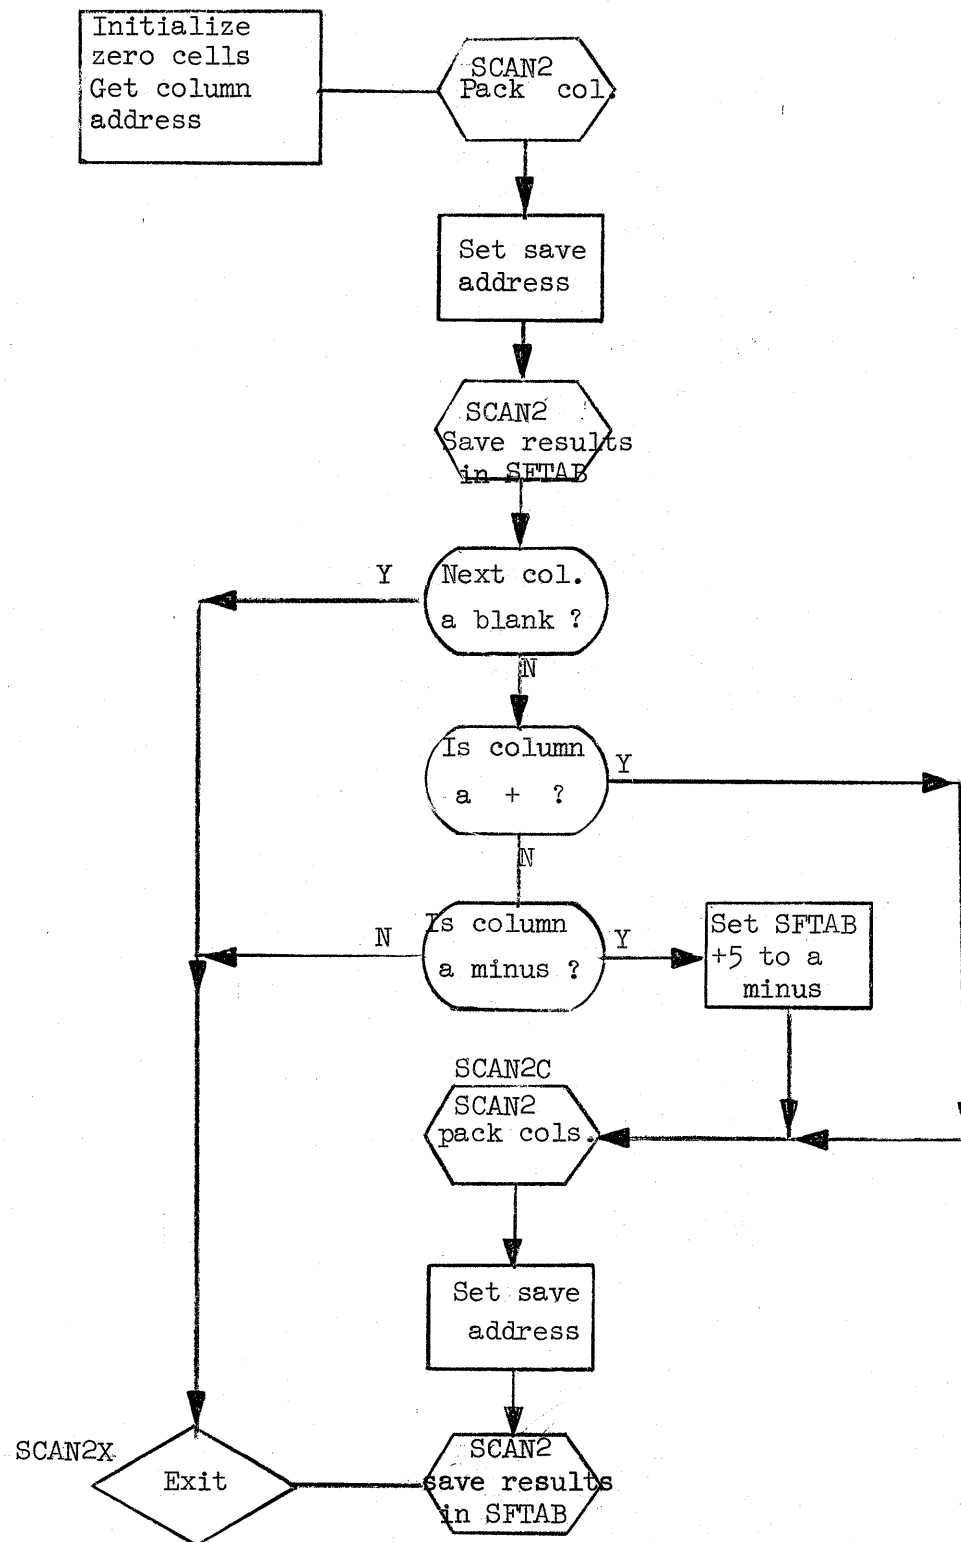 Initialize
zero cells
Get column
address
SCAN2
Pack col.
Set save
address
SCAN2
Save results
in SFTAB
Next col.
a blank ?
Y
N
Is column
a + ?
Y
N
Is column
a minus ?
N
Y
Set SFTAB
+5 to a
minus
SCAN2C
SCAN2
pack cols.
Set save
address
SCAN2
save results
in SFTAB
SCAN2X
Exit